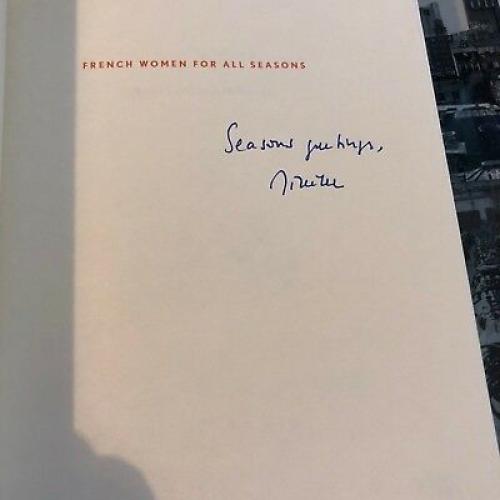 FRENCH WOMEN FOR ALL SEASONS
Seasons greetings,